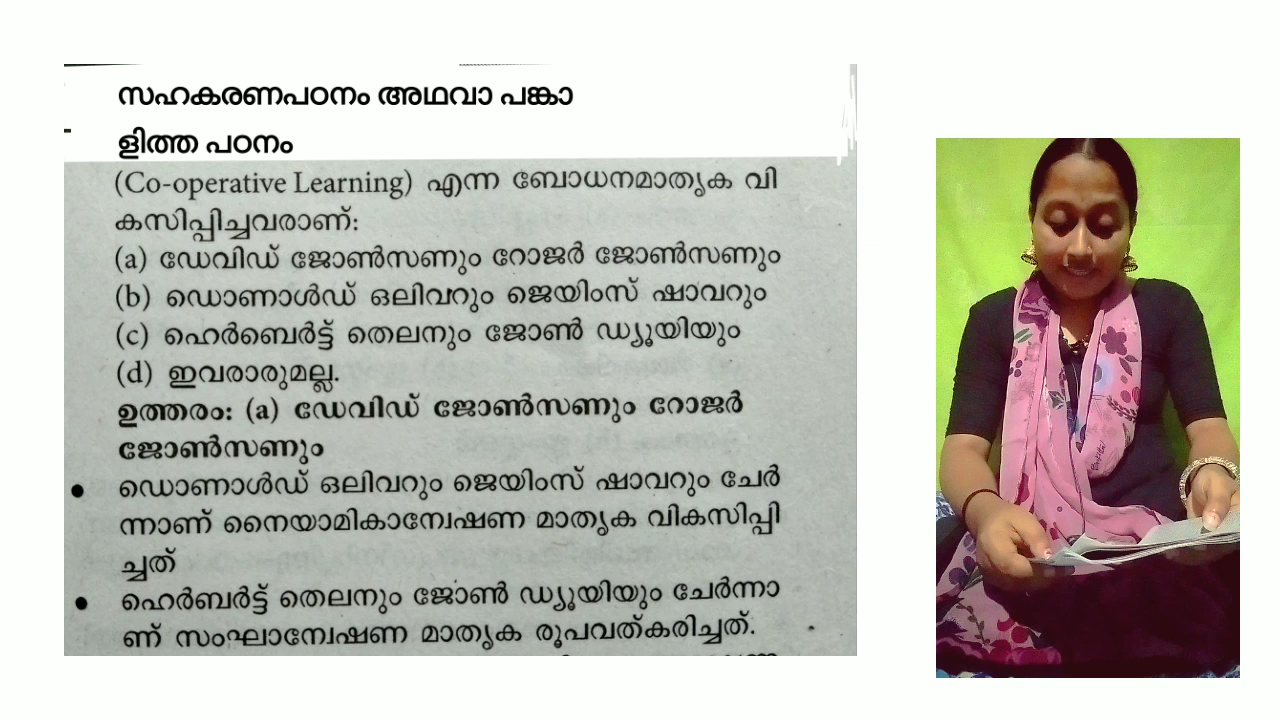 സഹകരണപഠനം അഥവാ പങ്കാ
ളിത്ത പഠനം
(Co-operative Learning) എന്ന ബോധനമാതൃക വി
കസിപ്പിച്ചവരാണ്:
(a) ഡേവിഡ് ജോൺസണും റോജർ ജോൺസണും
(b) ഡൊണാൾഡ് ഒലിവറും ജെയിംസ് ഷാവറും
(c) ഹെർബെർട്ട് തെലനും ജോൺ ഡ്യൂയിയും
(d) ഇവരാരുമല്ല.
ഉത്തരം: (a) ഡേവിഡ് ജോൺസണും റോജർ
ജോൺസണും
● ഡൊണാൾഡ് ഒലിവറും ജെയിംസ് ഷാവറും ചേർ
ന്നാണ് നൈയാമികാന്വേഷണ മാതൃക വികസിപ്പി
ച്ചത്
● ഹെർബർട്ട് തെലനും ജോൺ ഡ്യൂയിയും ചേർന്നാ
ണ് സംഘാന്വേഷണ മാതൃക രൂപവത്കരിച്ചത്.